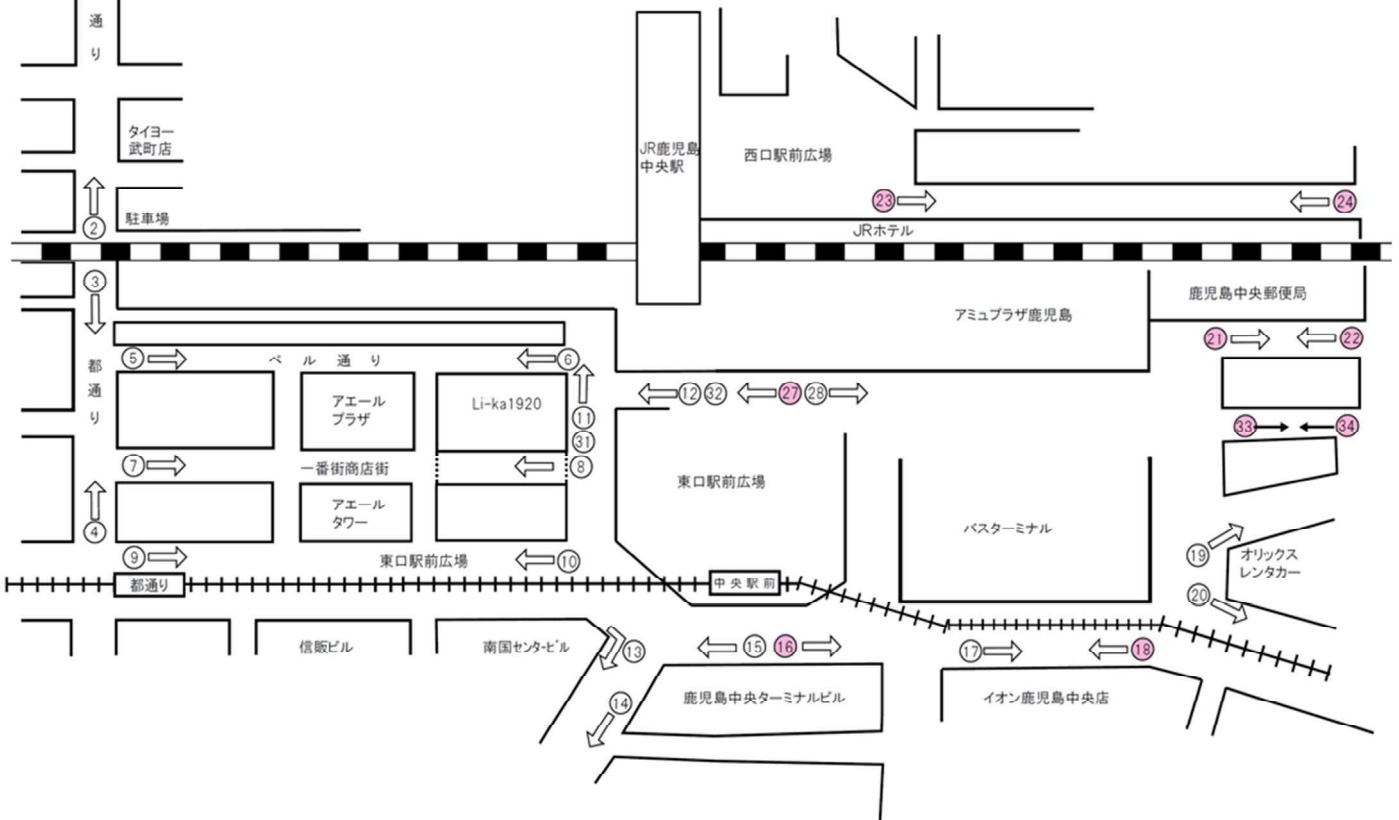 通
り
タイヨー
武町店
②
駐車場
③
都
通
り
④
JR鹿児島
中央駅
西口駅前広場
㉓
㉔
JRホテル
鹿児島中央郵便局
アミュプラザ鹿児島
㉑
㉒
⑤
ベル通り
⑥
アエール
プラザ
Li-ka1920
⑪
㉛
⑫㉜
㉗㉘
㉝
㉞
⑦
一番街商店街
⑧
アエール
タワー
東口駅前広場
バスターミナル
⑨
東口駅前広場
⑩
⑲
オリックス
レンタカー
⑳
都通り
中央駅前
信販ビル
南国センタービル
⑬
⑮⑯
⑰
⑱
⑭
鹿児島中央ターミナルビル
イオン鹿児島中央店